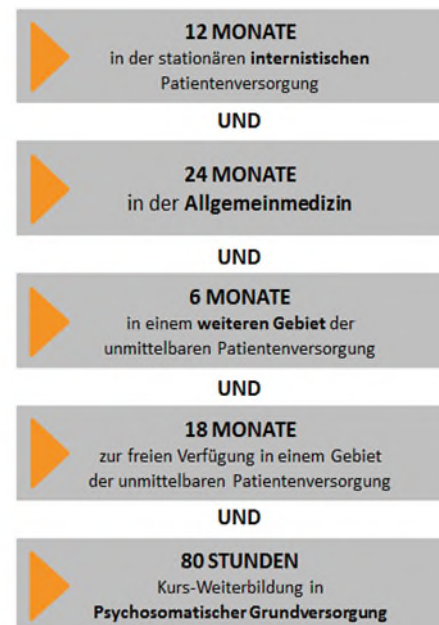 12 MONATE
in der stationären internistischen
Patientenversorgung
UND
24 MONATE
in der Allgemeinmedizin
UND
6 MONATE
in einem weiteren Gebiet der
unmittelbaren Patientenversorgung
UND
18 MONATE
zur freien Verfügung in einem Gebiet
der unmittelbaren Patientenversorgung
UND
80 STUNDEN
Kurs-Weiterbildung in
Psychosomatischer Grundversorgung